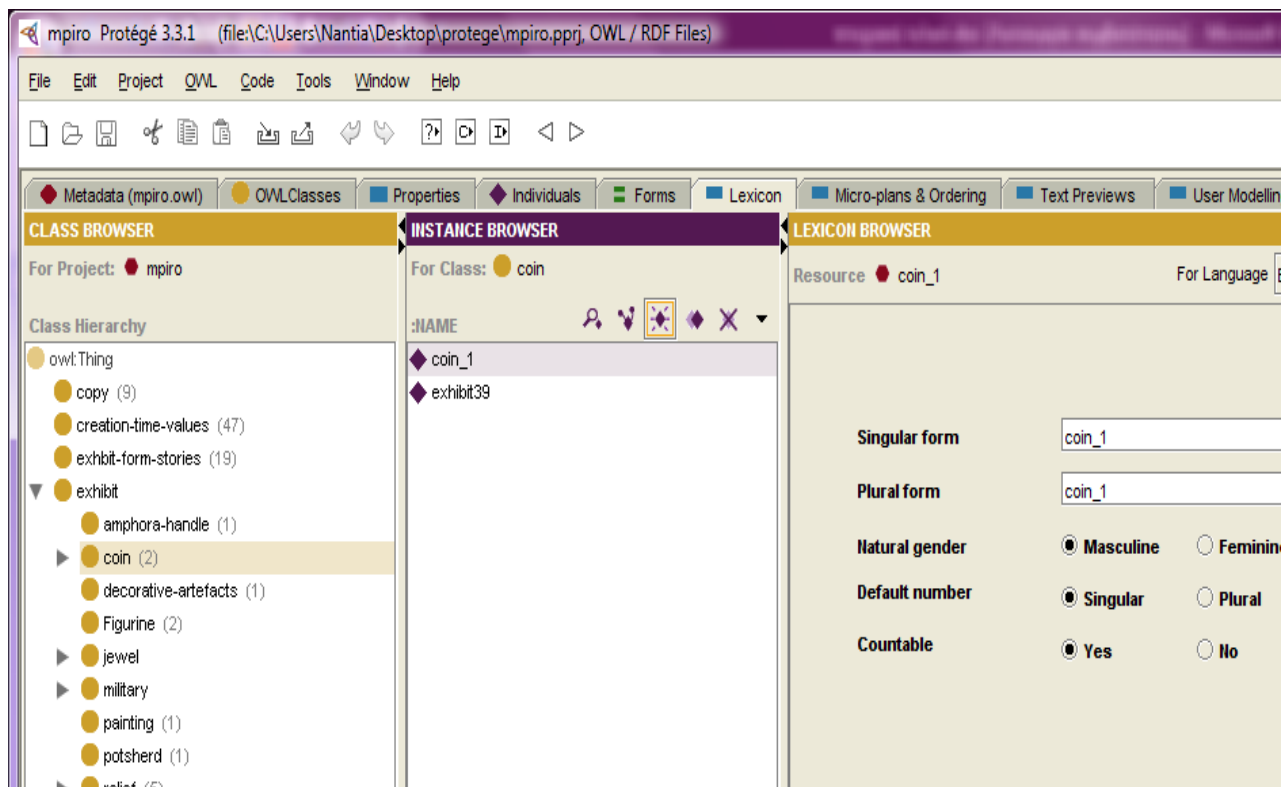 mpiro Protégé 3.3.1 (file:\C:\Users\Nantia\Desktop\protege\mpiro.pprj, OWL / RDF Files)
File Edit Project OWL Code Tools Window Help
Metadata (mpiro.owl) OWLClasses Properties Individuals Forms Lexicon Micro-plans & Ordering Text Previews User Modellin
CLASS BROWSER
For Project: mpiro
Class Hierarchy
owl:Thing
copy (9)
creation-time-values (47)
exhbit-form-stories (19)
exhibit
amphora-handle (1)
coin (2)
decorative-artefacts (1)
Figurine (2)
jewel
military
painting (1)
potsherd (1)
relief (5)
INSTANCE BROWSER
For Class: coin
:NAME
coin_1
exhibit39
LEXICON BROWSER
Resource coin_1 For Language E
Singular form coin_1
Plural form coin_1
Natural gender Masculine Feminine
Default number Singular Plural
Countable Yes No